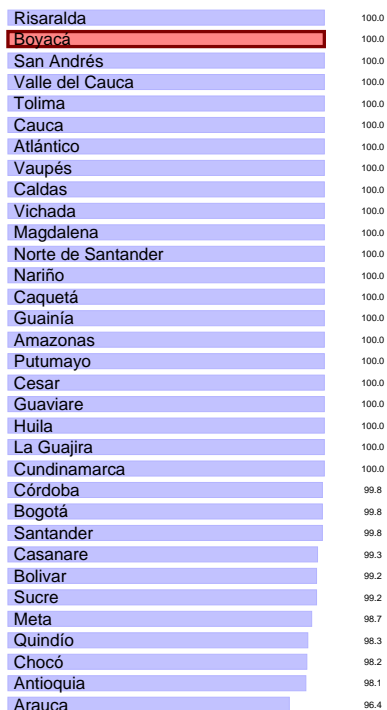 Risaralda 100.0
Boyacá 100.0
San Andrés 100.0
Valle del Cauca 100.0
Tolima 100.0
Cauca 100.0
Atlántico 100.0
Vaupés 100.0
Caldas 100.0
Vichada 100.0
Magdalena 100.0
Norte de Santander 100.0
Nariño 100.0
Caquetá 100.0
Guainía 100.0
Amazonas 100.0
Putumayo 100.0
Cesar 100.0
Guaviare 100.0
Huila 100.0
La Guajira 100.0
Cundinamarca 100.0
Córdoba 99.8
Bogotá 99.8
Santander 99.8
Casanare 99.3
Bolivar 99.2
Sucre 99.2
Meta 98.7
Quindío 98.3
Chocó 98.2
Antioquia 98.1
Arauca 96.4